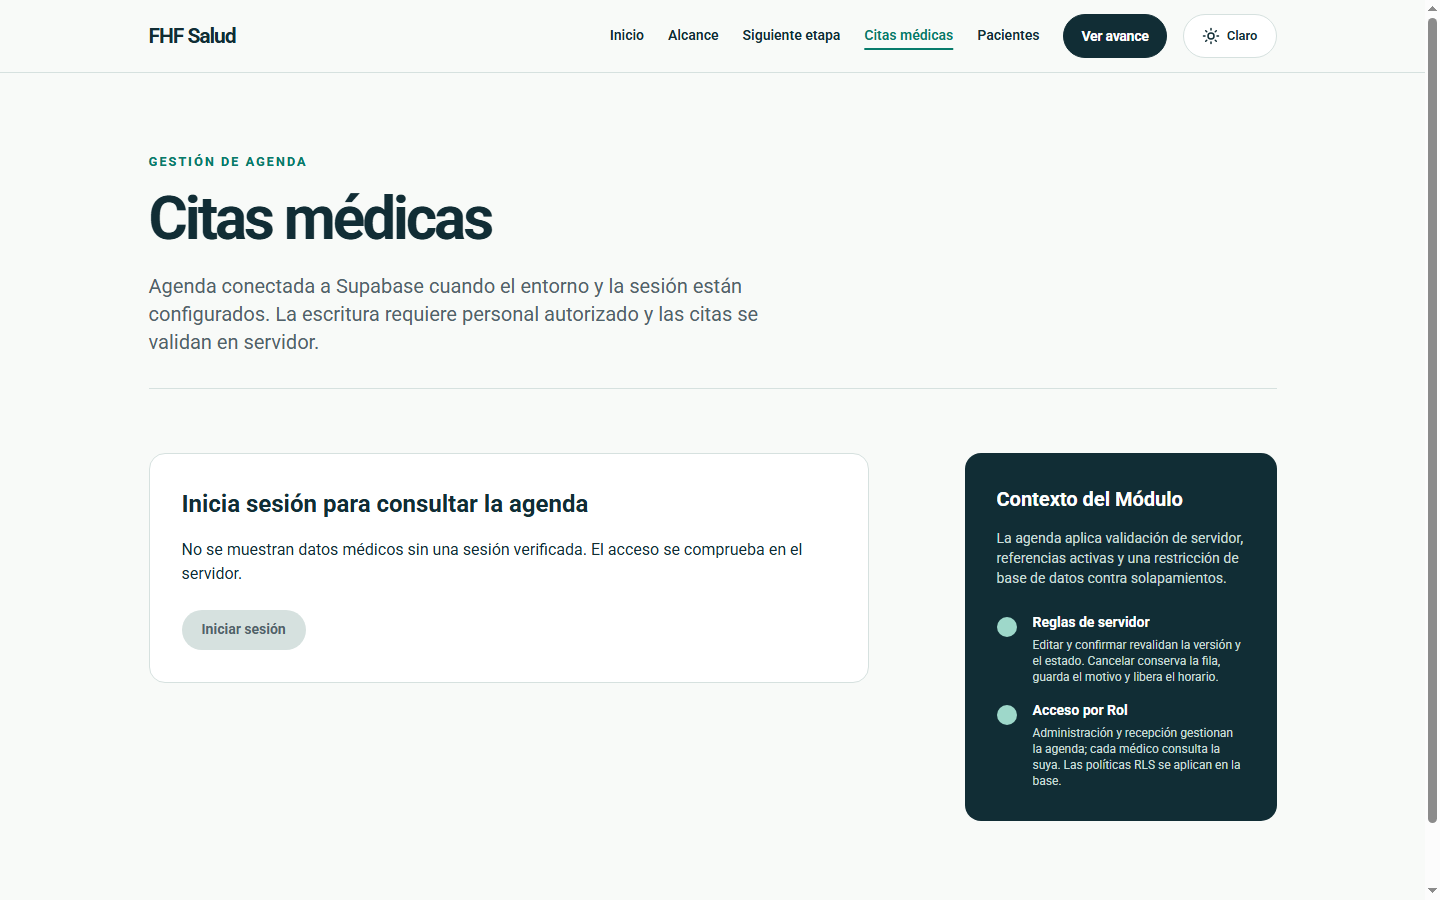 FHF Salud
Inicio
Alcance
Siguiente etapa
Citas médicas
Pacientes
Ver avance
Claro
GESTIÓN DE AGENDA
Citas médicas
Agenda conectada a Supabase cuando el entorno y la sesión están
configurados. La escritura requiere personal autorizado y las citas se
validan en servidor.
Inicia sesión para consultar la agenda
No se muestran datos médicos sin una sesión verificada. El acceso se comprueba en el
servidor.
Iniciar sesión
Contexto del Módulo
La agenda aplica validación de servidor,
referencias activas y una restricción de
base de datos contra solapamientos.
Reglas de servidor
Editar y confirmar revalidan la versión y
el estado. Cancelar conserva la fila,
guarda el motivo y libera el horario.
Acceso por Rol
Administración y recepción gestionan
la agenda; cada médico consulta la
suya. Las políticas RLS se aplican en la
base.